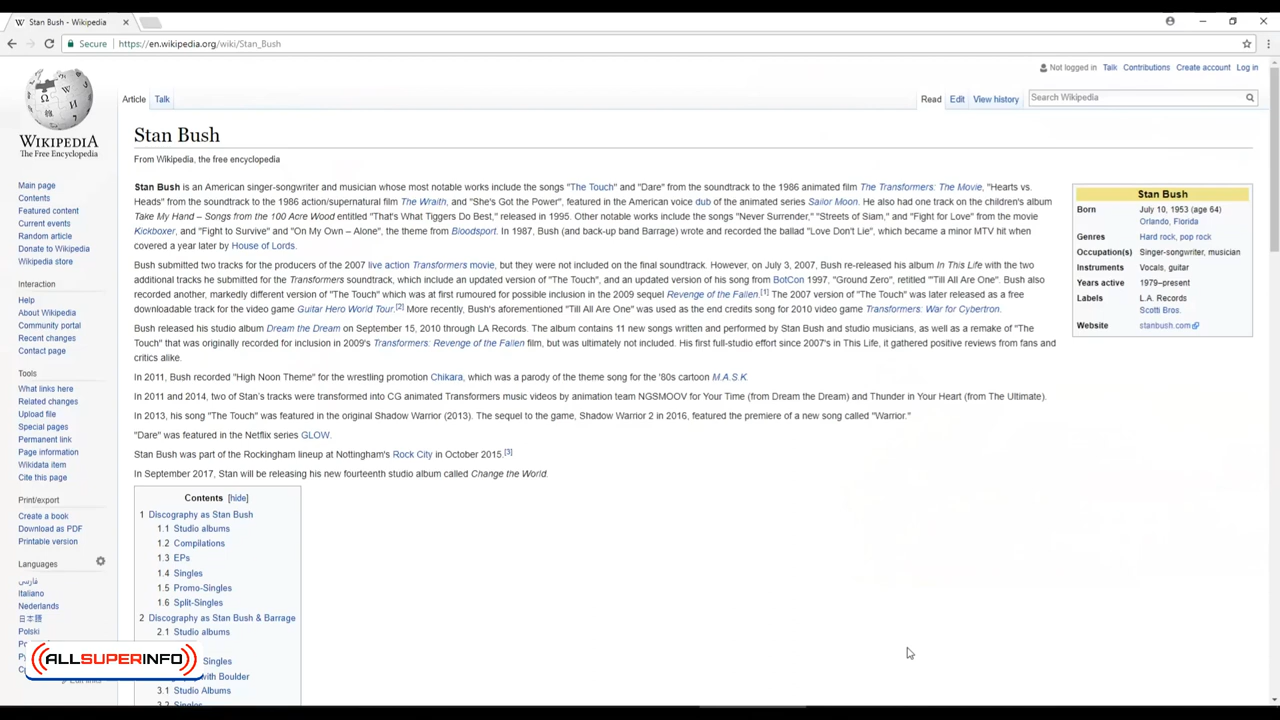 Stan Bush - Wikipedia
Secure https://en.wikipedia.org/wiki/Stan_Bush
Not logged in Talk Contributions Create account Log in
Article Talk
Read Edit View history
Search Wikipedia
WIKIPEDIA
The Free Encyclopedia
Main page
Contents
Featured content
Current events
Random article
Donate to Wikipedia
Wikipedia store
Interaction
Help
About Wikipedia
Community portal
Recent changes
Contact page
Tools
What links here
Related changes
Upload file
Special pages
Permanent link
Page information
Wikidata item
Cite this page
Print/export
Create a book
Download as PDF
Printable version
Languages
فارسی
Italiano
Nederlands
日本語
Polski
Edit links
Stan Bush
From Wikipedia, the free encyclopedia
Stan Bush is an American singer-songwriter and musician whose most notable works include the songs "The Touch" and "Dare" from the soundtrack to the 1986 animated film The Transformers: The Movie, "Hearts vs.
Heads" from the soundtrack to the 1986 action/supernatural film The Wraith, and "She's Got the Power", featured in the American voice dub of the animated series Sailor Moon. He also had one track on the children's album
Take My Hand – Songs from the 100 Acre Wood entitled "That's What Tiggers Do Best," released in 1995. Other notable works include the songs "Never Surrender," "Streets of Siam," and "Fight for Love" from the movie
Kickboxer, and "Fight to Survive" and "On My Own – Alone", the theme from Bloodsport. In 1987, Bush (and back-up band Barrage) wrote and recorded the ballad "Love Don't Lie", which became a minor MTV hit when
covered a year later by House of Lords.
Bush submitted two tracks for the producers of the 2007 live action Transformers movie, but they were not included on the final soundtrack. However, on July 3, 2007, Bush re-released his album In This Life with the two
additional tracks he submitted for the Transformers soundtrack, which include an updated version of "The Touch", and an updated version of his song from BotCon 1997, "Ground Zero", retitled "'Till All Are One". Bush also
recorded another, markedly different version of "The Touch" which was at first rumoured for possible inclusion in the 2009 sequel Revenge of the Fallen.[1] The 2007 version of "The Touch" was later released as a free
downloadable track for the video game Guitar Hero World Tour.[2] More recently, Bush's aforementioned "Till All Are One" was used as the end credits song for 2010 video game Transformers: War for Cybertron.
Bush released his studio album Dream the Dream on September 15, 2010 through LA Records. The album contains 11 new songs written and performed by Stan Bush and studio musicians, as well as a remake of "The
Touch" that was originally recorded for inclusion in 2009's Transformers: Revenge of the Fallen film, but was ultimately not included. His first full-studio effort since 2007's in This Life, it gathered positive reviews from fans and
critics alike.
In 2011, Bush recorded "High Noon Theme" for the wrestling promotion Chikara, which was a parody of the theme song for the '80s cartoon M.A.S.K.
In 2011 and 2014, two of Stan's tracks were transformed into CG animated Transformers music videos by animation team NGSMOOV for Your Time (from Dream the Dream) and Thunder in Your Heart (from The Ultimate).
In 2013, his song "The Touch" was featured in the original Shadow Warrior (2013). The sequel to the game, Shadow Warrior 2 in 2016, featured the premiere of a new song called "Warrior."
"Dare" was featured in the Netflix series GLOW.
Stan Bush was part of the Rockingham lineup at Nottingham's Rock City in October 2015.[3]
In September 2017, Stan will be releasing his new fourteenth studio album called Change the World.
Contents [hide]
1 Discography as Stan Bush
1.1 Studio albums
1.2 Compilations
1.3 EPs
1.4 Singles
1.5 Promo-Singles
1.6 Split-Singles
2 Discography as Stan Bush & Barrage
2.1 Studio albums
Singles
with Boulder
3.1 Studio Albums
3.2 Singles
Stan Bush
Born July 10, 1953 (age 64)
Orlando, Florida
Genres Hard rock, pop rock
Occupation(s) Singer-songwriter, musician
Instruments Vocals, guitar
Years active 1979–present
Labels L.A. Records
Scotti Bros.
Website stanbush.com
ALLSUPERINFO